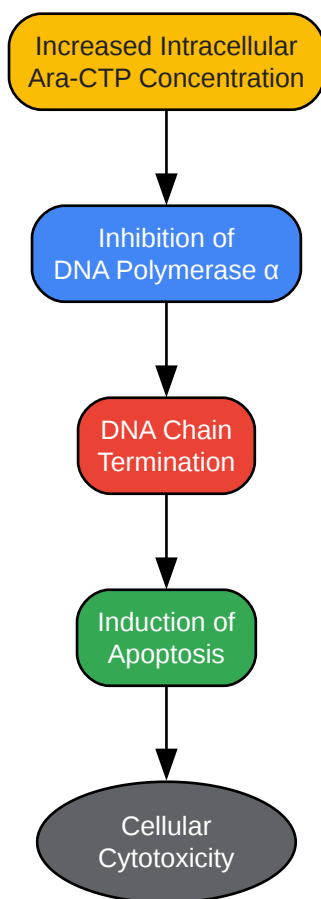 Increased Intracellular
Ara-CTP Concentration
Inhibition of
DNA Polymerase α
DNA Chain
Termination
Induction of
Apoptosis
Cellular
Cytotoxicity